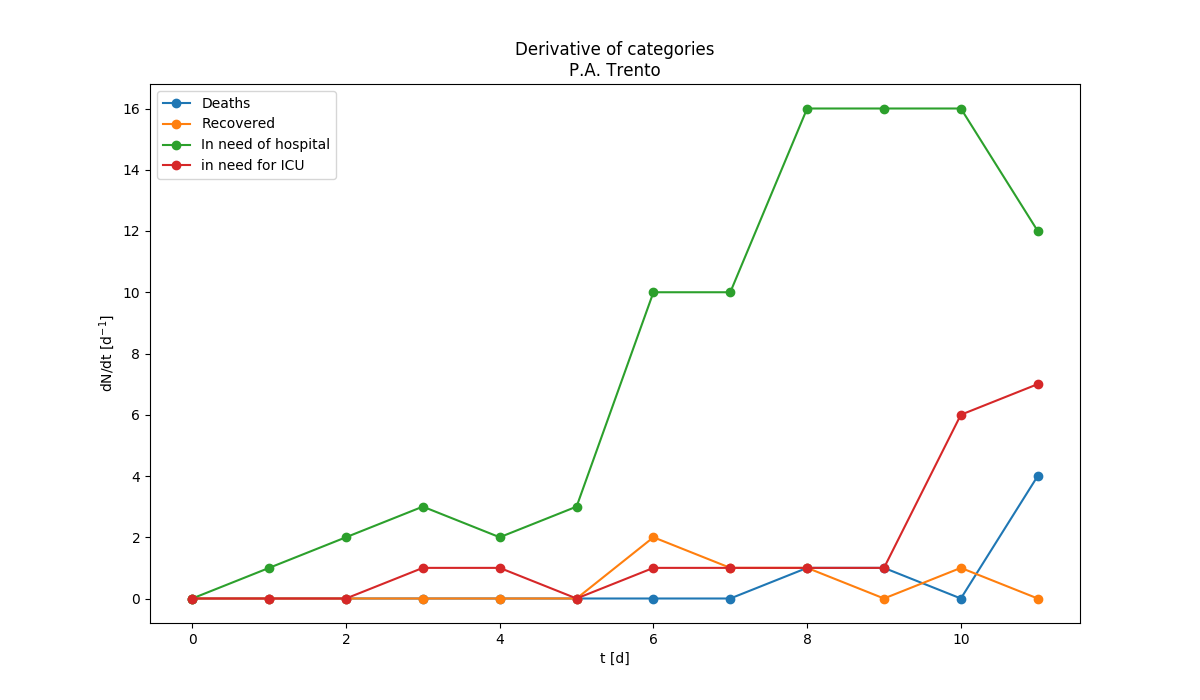 Derivative of categories
P.A. Trento
Deaths
Recovered
In need of hospital
in need for ICU
16
14
12
10
8
6
4
2
0
dN/dt [d⁻¹]
0 2 4 6 8 10
t [d]